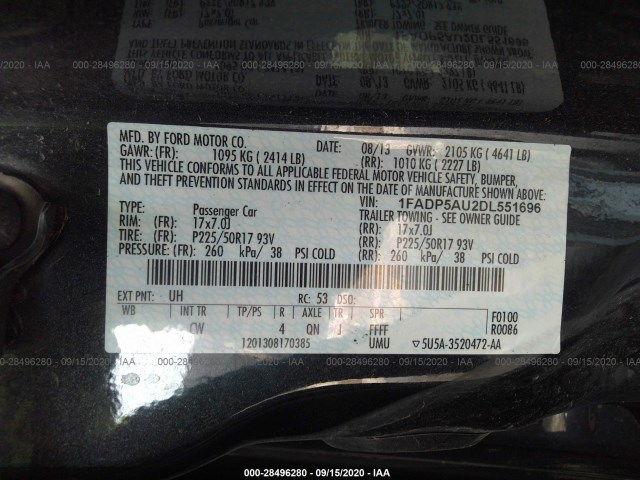 000-28496280 - 09/15/2020 - IAA
MFD. BY FORD MOTOR CO.
DATE: 08/13 GVWR: 2105 KG ( 4641 LB)
GAWR: (FR): 1095 KG ( 2414 LB) (RR): 1010 KG ( 2227 LB)
THIS VEHICLE CONFORMS TO ALL APPLICABLE FEDERAL MOTOR VEHICLE SAFETY, BUMPER,
AND THEFT PREVENTION STANDARDS IN EFFECT ON THE DATE OF MANUFACTURE SHOWN ABOVE.
VIN: 1FADP5AU2DL551696
TYPE: Passenger Car TRAILER TOWING - SEE OWNER GUIDE
RIM: (FR): 17x7.0J (RR): 17x7.0J
TIRE: (FR): P225/50R17 93V (RR): P225/50R17 93V
PRESSURE: (FR): 260 kPa/ 38 PSI COLD (RR): 260 kPa/ 38 PSI COLD
EXT PNT: UH RC: 53 DSO:
WB INT TR TP/PS R AXLE TR SPR F0100
CW 4 QN J FFFF R0086
1201308170385 UMU ▽5U5A-3520472-AA
000-28496280 - 09/15/2020 - IAA